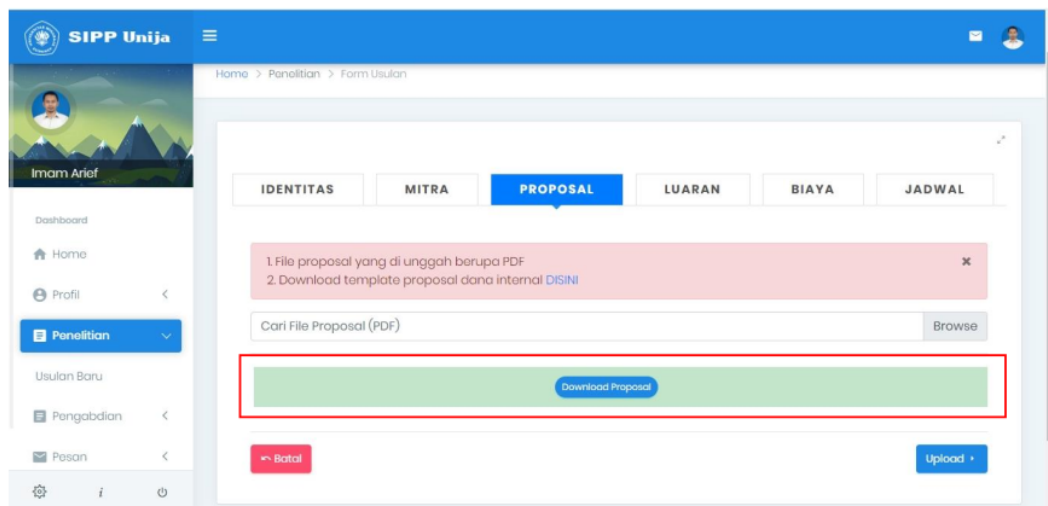 SIPP Unija
Home > Penelitian > Form Usulan
Imam Arief
IDENTITAS MITRA PROPOSAL LUARAN BIAYA JADWAL
Dashboard
Home
Profil
Penelitian
Usulan Baru
Pengabdian
Pesan
1. File proposal yang di unggah berupa PDF
2. Download template proposal dana internal DISINI
Cari File Proposal (PDF) Browse
Download Proposal
Batal Upload